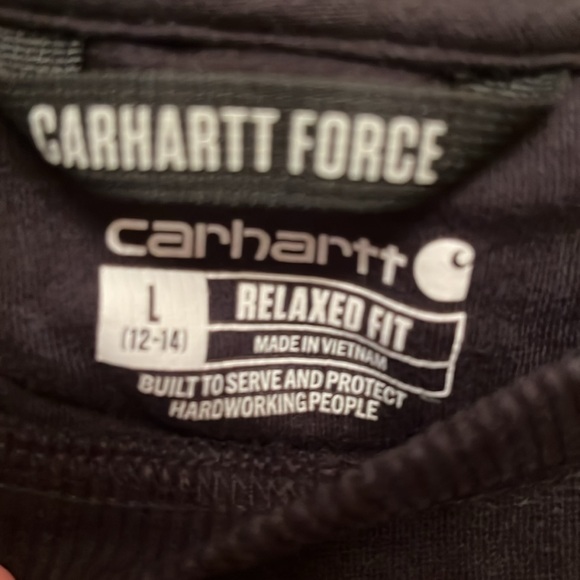 CARHARTT FORCE
carhartt
L
(12-14)
RELAXED FIT
MADE IN VIETNAM
BUILT TO SERVE AND PROTECT
HARDWORKING PEOPLE